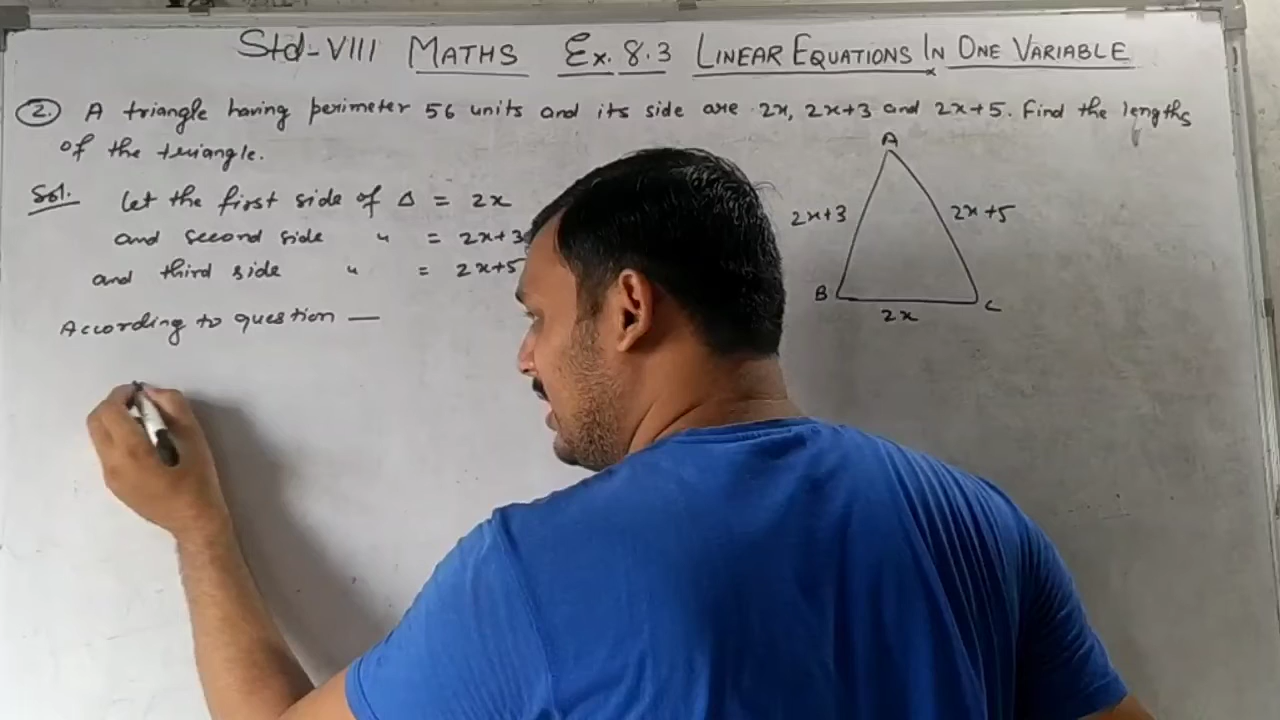 Std-VIII MATHS Ex. 8.3 LINEAR EQUATIONS IN ONE VARIABLE
2. A triangle having perimeter 56 units and its side are 2x, 2x+3 and 2x+5. Find the lengths
of the triangle.
Sol. Let the first side of Δ = 2x
and second side " = 2x+3
and third side " = 2x+5
According to question —
A
2x+3
2x+5
B
C
2x